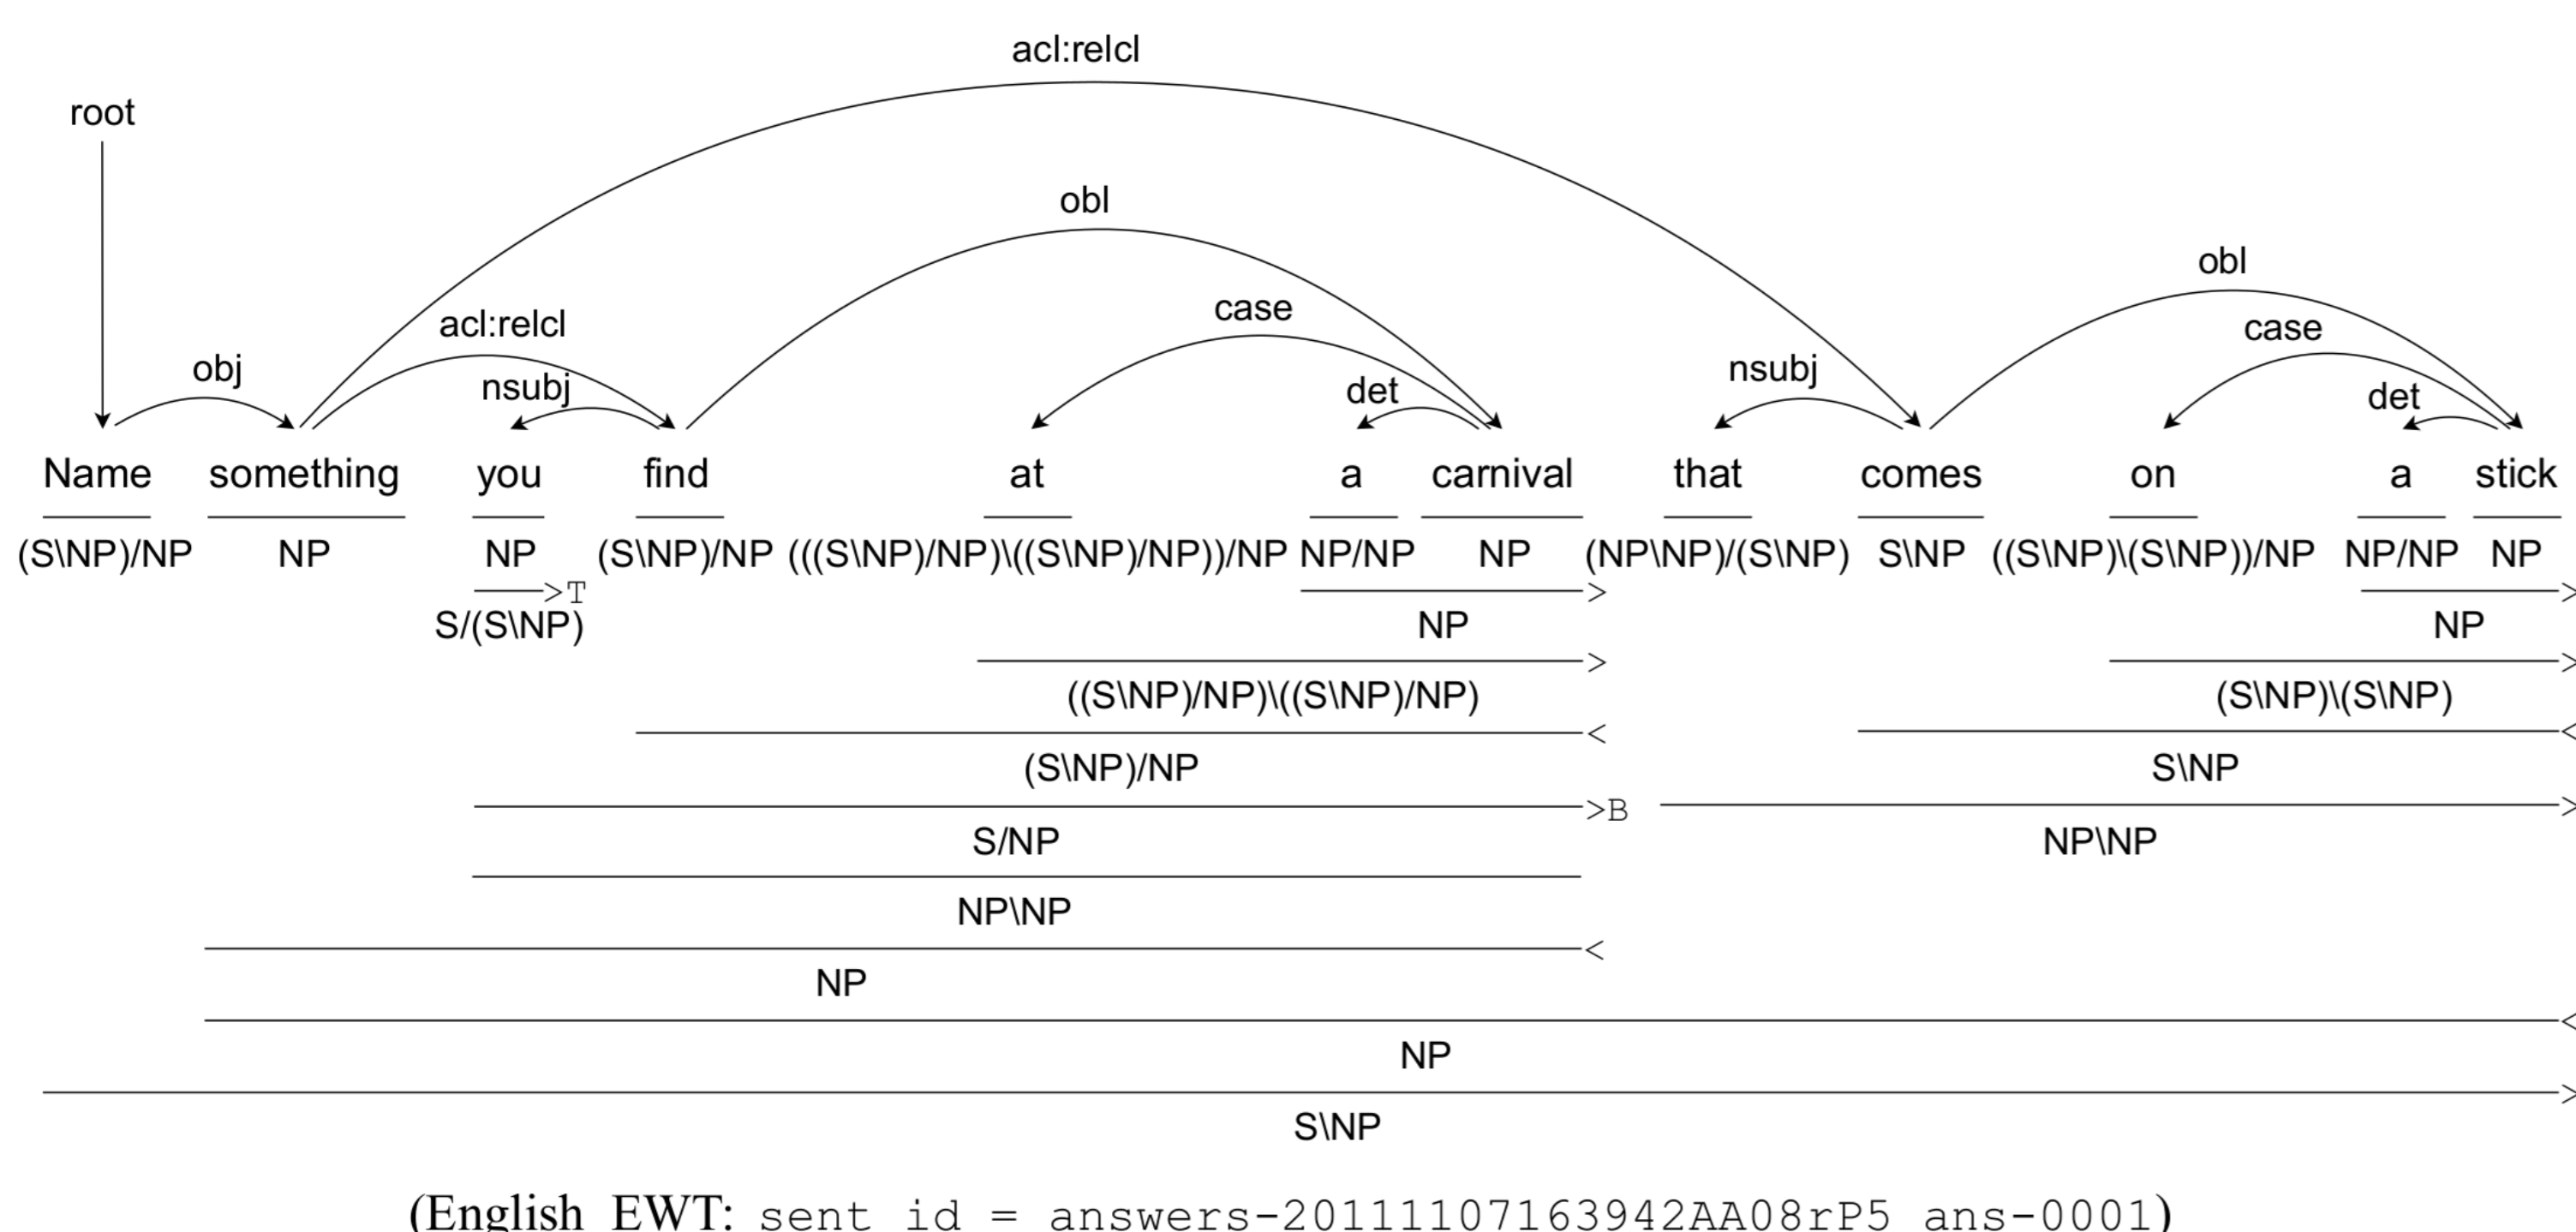 acl:relcl
root
obl
obl
case
acl:relcl
case
obj
nsubj
nsubj
det
det
Name something you find at a carnival that comes on a stick
(S\NP)/NP NP NP (S\NP)/NP (((S\NP)/NP)\((S\NP)/NP))/NP NP/NP NP (NP\NP)/(S\NP) S\NP ((S\NP)\(S\NP))/NP NP/NP NP
>T > >
S/(S\NP) NP NP
> >
((S\NP)/NP)\((S\NP)/NP) (S\NP)\(S\NP)
< <
(S\NP)/NP S\NP
>B >
S/NP NP\NP
NP\NP
<
NP
<
NP
>
S\NP
(English EWT: sent id = answers-20111107163942AA08rP5 ans-0001)